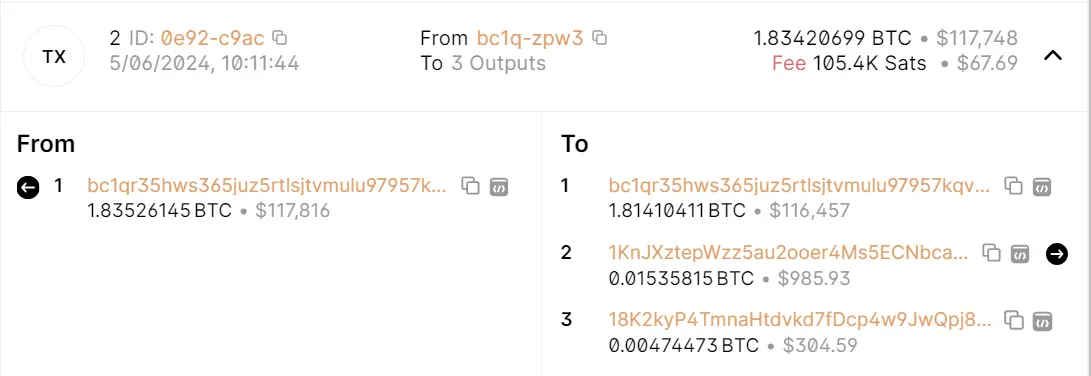 TX
2 ID: 0e92-c9ac
5/06/2024, 10:11:44
From bc1q-zpw3
To 3 Outputs
1.83420699 BTC • $117,748
Fee 105.4K Sats • $67.69
From
1 bc1qr35hws365juz5rtlsjtvmulu97957k...
1.83526145 BTC • $117,816
To
1 bc1qr35hws365juz5rtlsjtvmulu97957kqv...
1.81410411 BTC • $116,457
2 1KnJXztepWzz5au2ooer4Ms5ECNbca...
0.01535815 BTC • $985.93
3 18K2kyP4TmnaHtdvkd7fDcp4w9JwQpj8...
0.00474473 BTC • $304.59